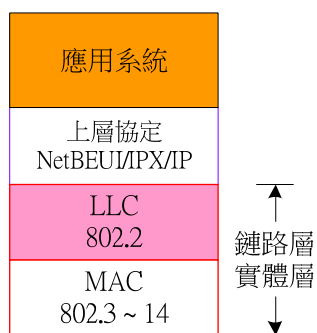 應用系統
上層協定
NetBEUI/IPX/IP
LLC
802.2
鏈路層
實體層
MAC
802.3 ~ 14